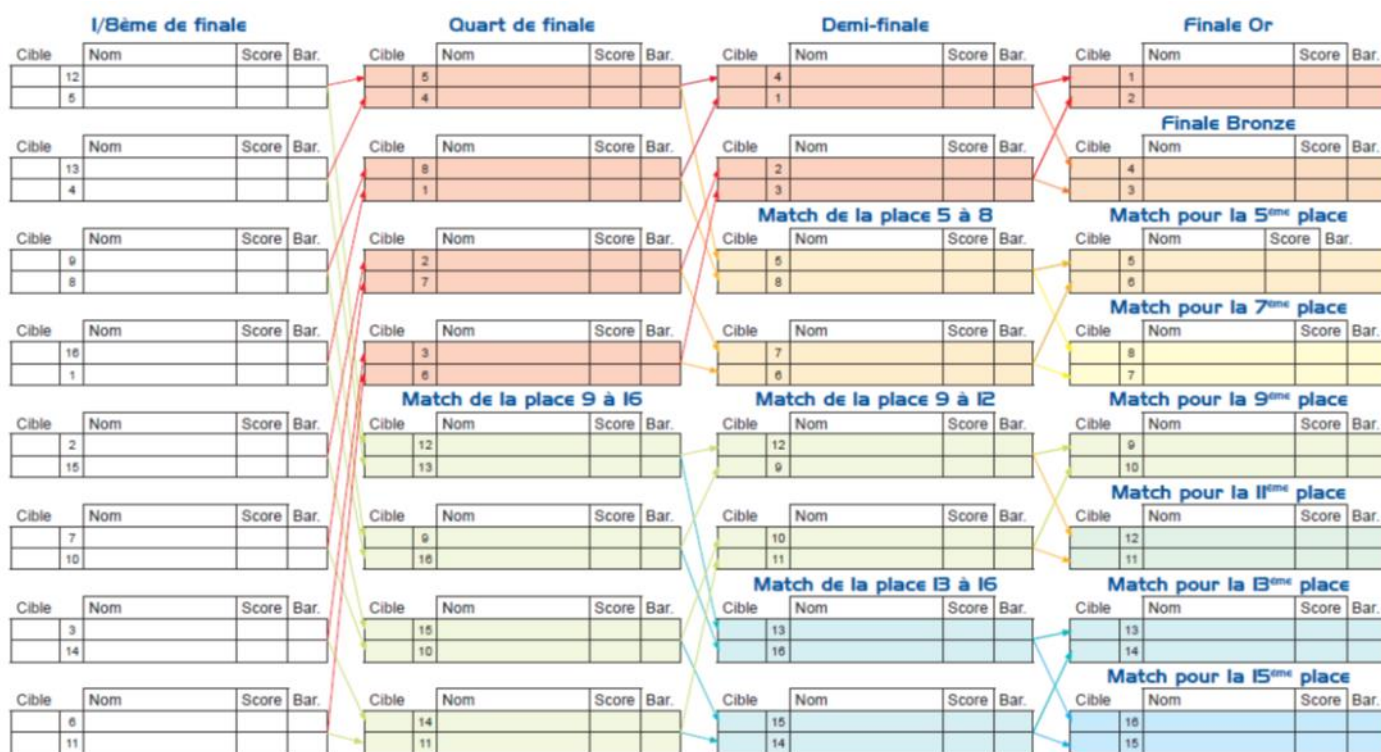 1/8ème de finale Quart de finale Demi-finale Finale Or
Cible Nom Score Bar. Cible Nom Score Bar. Cible Nom Score Bar. Cible Nom Score Bar.
12 5 4 1
5 4 1 2
Finale Bronze
Cible Nom Score Bar. Cible Nom Score Bar. Cible Nom Score Bar. Cible Nom Score Bar.
13 8 2 4
4 1 3 3
Match de la place 5 à 8 Match pour la 5ème place
Cible Nom Score Bar. Cible Nom Score Bar. Cible Nom Score Bar. Cible Nom Score Bar.
9 2 5 5
8 7 8 6
Match pour la 7ème place
Cible Nom Score Bar. Cible Nom Score Bar. Cible Nom Score Bar. Cible Nom Score Bar.
16 3 7 8
1 6 6 7
Match de la place 9 à 16 Match de la place 9 à 12 Match pour la 9ème place
Cible Nom Score Bar. Cible Nom Score Bar. Cible Nom Score Bar. Cible Nom Score Bar.
2 12 12 9
15 13 9 10
Match pour la 11ème place
Cible Nom Score Bar. Cible Nom Score Bar. Cible Nom Score Bar. Cible Nom Score Bar.
7 9 10 12
10 16 11 11
Match de la place 13 à 16 Match pour la 13ème place
Cible Nom Score Bar. Cible Nom Score Bar. Cible Nom Score Bar. Cible Nom Score Bar.
3 15 13 13
14 10 16 14
Match pour la 15ème place
Cible Nom Score Bar. Cible Nom Score Bar. Cible Nom Score Bar. Cible Nom Score Bar.
6 14 15 16
11 11 14 15